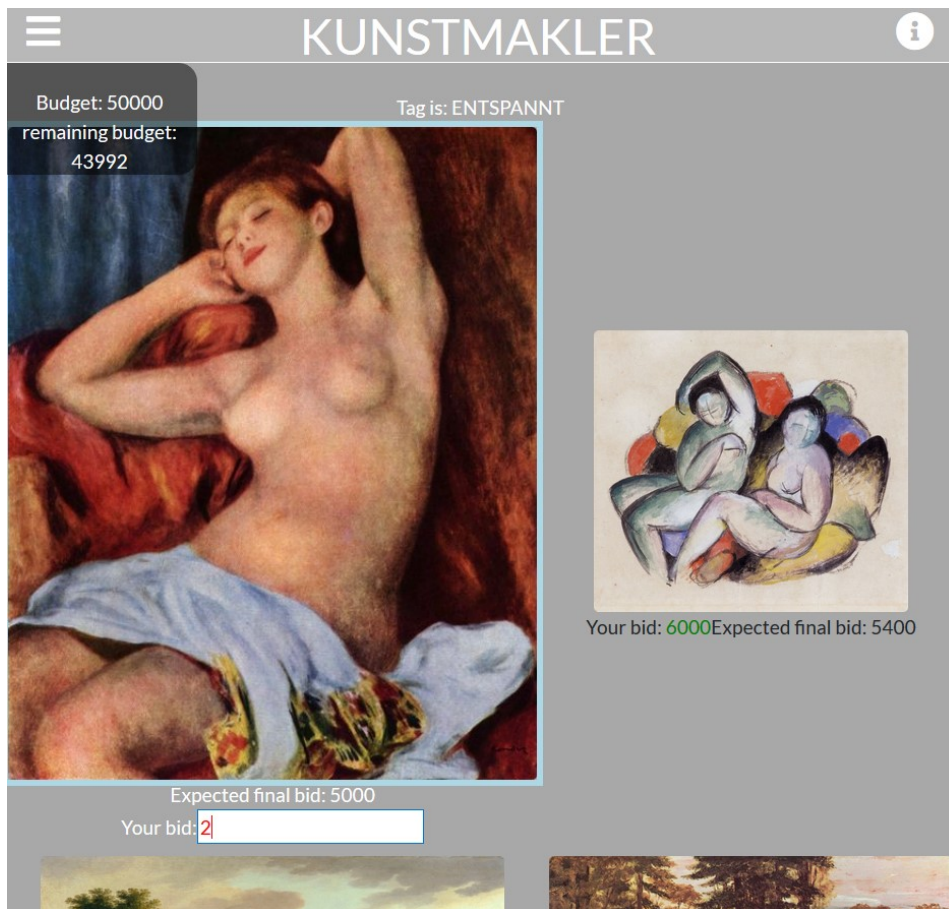 KUNSTMAKLER
Budget: 50000
remaining budget:
43992
Tag is: ENTSPANNT
Your bid: 6000Expected final bid: 5400
Expected final bid: 5000
Your bid: 2